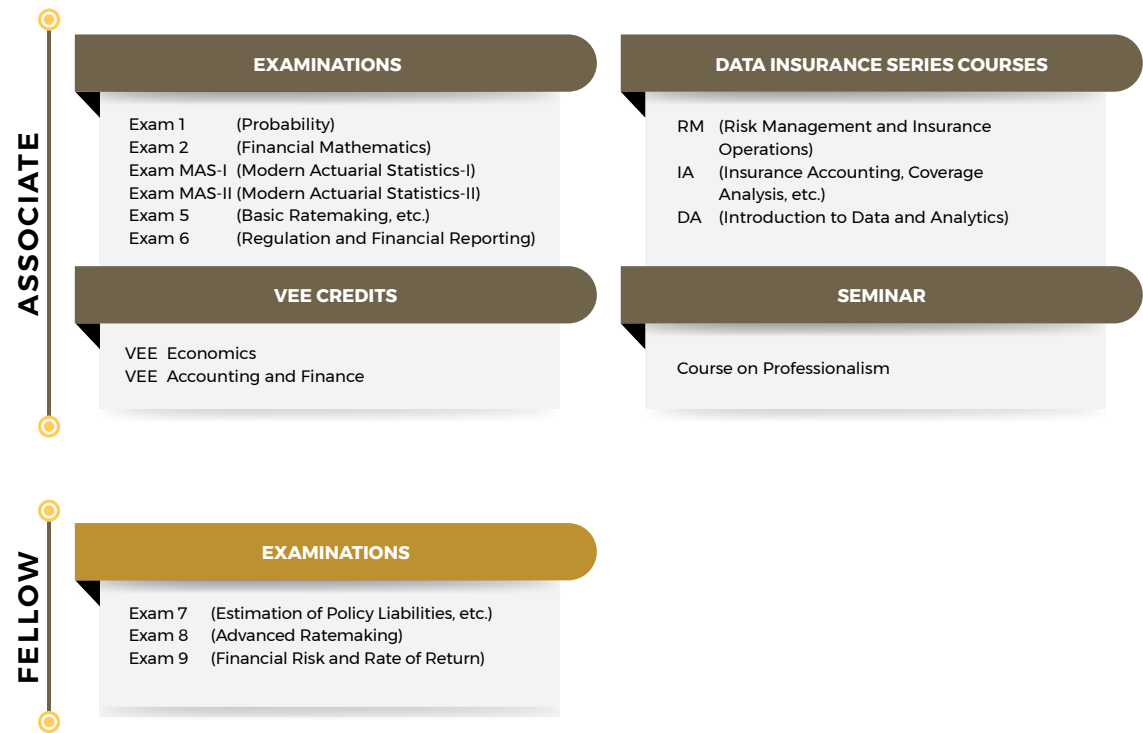 ASSOCIATE
EXAMINATIONS
Exam 1 (Probability)
Exam 2 (Financial Mathematics)
Exam MAS-I (Modern Actuarial Statistics-I)
Exam MAS-II (Modern Actuarial Statistics-II)
Exam 5 (Basic Ratemaking, etc.)
Exam 6 (Regulation and Financial Reporting)
DATA INSURANCE SERIES COURSES
RM (Risk Management and Insurance
Operations)
IA (Insurance Accounting, Coverage
Analysis, etc.)
DA (Introduction to Data and Analytics)
VEE CREDITS
VEE Economics
VEE Accounting and Finance
SEMINAR
Course on Professionalism
FELLOW
EXAMINATIONS
Exam 7 (Estimation of Policy Liabilities, etc.)
Exam 8 (Advanced Ratemaking)
Exam 9 (Financial Risk and Rate of Return)